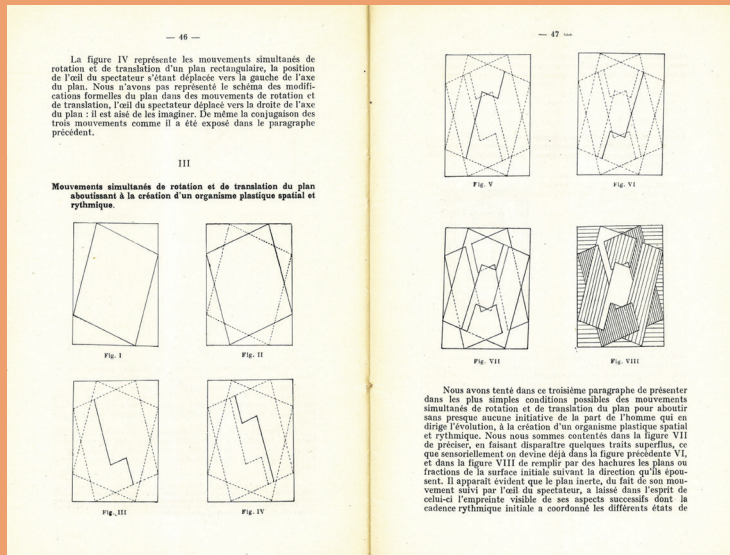 — 46 —
La figure IV représente les mouvements simultanés de
rotation et de translation d'un plan rectangulaire, la position
de l'œil du spectateur s'étant déplacée vers la gauche de l'axe
du plan. Nous n'avons pas représenté le schéma des modifi-
cations formelles du plan dans des mouvements de rotation et
de translation, l'œil du spectateur déplacé vers la droite de l'axe
du plan : il est aisé de les imaginer. De même la conjugaison des
trois mouvements comme il a été exposé dans le paragraphe
précédent.
III
Mouvements simultanés de rotation et de translation du plan
aboutissant à la création d'un organisme plastique spatial et
rythmique.
Fig. I
Fig. II
Fig. III
Fig. IV
— 47 —
Fig. V
Fig. VI
Fig. VII
Fig. VIII
Nous avons tenté dans ce troisième paragraphe de présenter
dans les plus simples conditions possibles des mouvements
simultanés de rotation et de translation du plan pour aboutir
sans presque aucune initiative de la part de l'homme qui en
dirige l'évolution, à la création d'un organisme plastique spatial
et rythmique. Nous nous sommes contentés dans la figure VII
de préciser, en faisant disparaître quelques traits superflus, ce
que sensoriellement on devine déjà dans la figure précédente VI,
et dans la figure VIII de remplir par des hachures les plans ou
fractions de la surface initiale suivant la direction qu'ils épou-
sent. Il apparaît évident que le plan inerte, du fait de son mou-
vement suivi par l'œil du spectateur, a laissé dans l'esprit de
celui-ci l'empreinte visible de ses aspects successifs dont la
cadence rythmique initiale a coordonné les différents états de